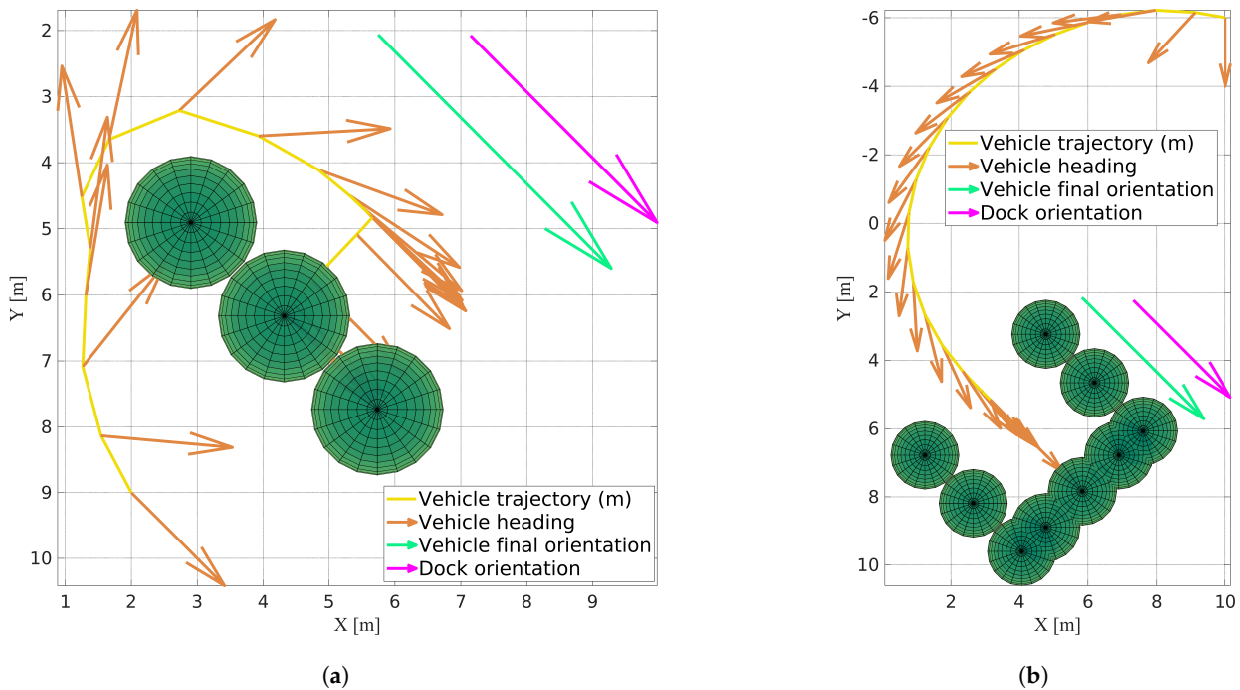 2
3
4
5
6
7
8
9
10
Y [m]
1 2 3 4 5 6 7 8 9
X [m]
Vehicle trajectory (m)
Vehicle heading
Vehicle final orientation
Dock orientation
(a)
-6
-4
-2
0
2
4
6
8
10
Y [m]
2 4 6 8 10
X [m]
Vehicle trajectory (m)
Vehicle heading
Vehicle final orientation
Dock orientation
(b)